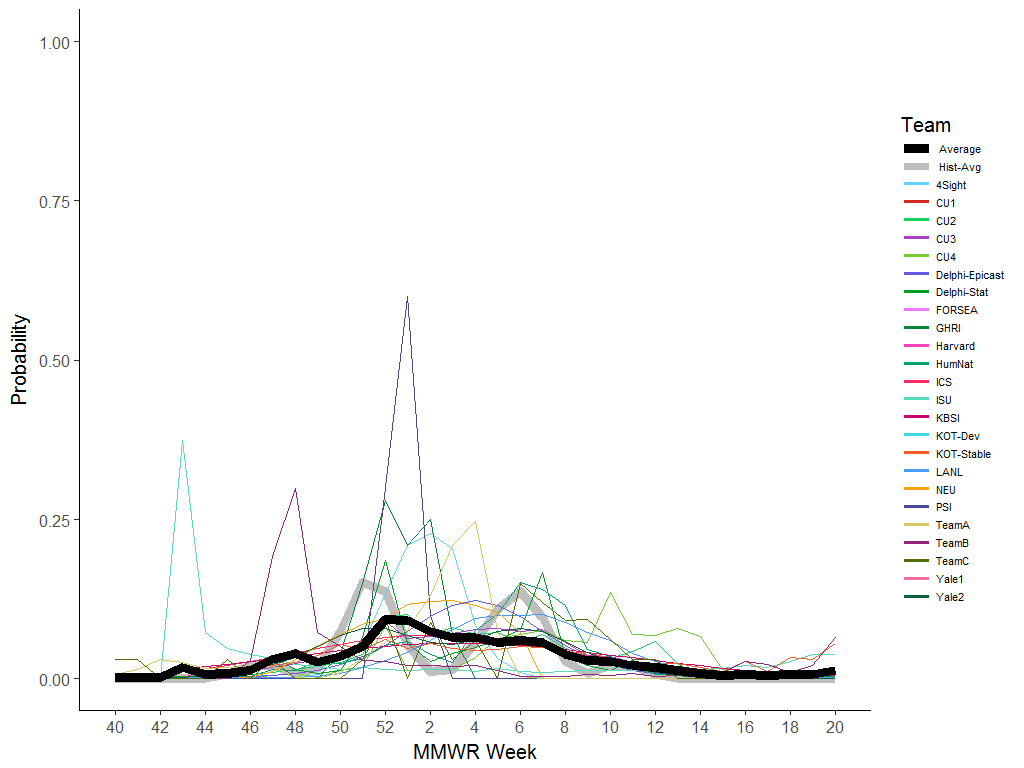 1.00
0.75
0.50
0.25
0.00
Probability
40 42 44 46 48 50 52 2 4 6 8 10 12 14 16 18 20
MMWR Week
Team
Average
Hist-Avg
4Sight
CU1
CU2
CU3
CU4
Delphi-Epicast
Delphi-Stat
FORSEA
GHRI
Harvard
HumNat
ICS
ISU
KBSI
KOT-Dev
KOT-Stable
LANL
NEU
PSI
TeamA
TeamB
TeamC
Yale1
Yale2